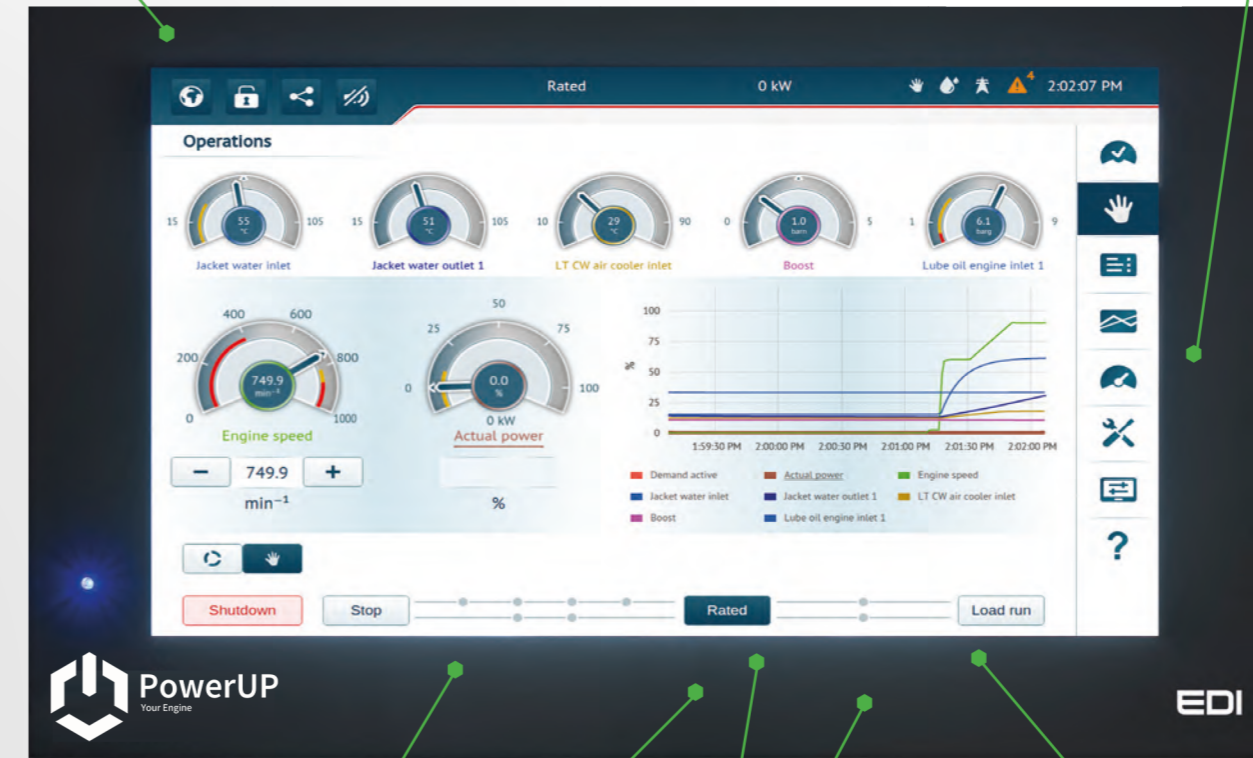 Rated 0 kW 4 2:02:07 PM
Operations
15 55 °C 105
Jacket water inlet
15 51 °C 105
Jacket water outlet 1
10 29 °C 90
LT CW air cooler inlet
0 1.0 barn 5
Boost
1 6.1 barg 9
Lube oil engine inlet 1
0 200 400 600 800 1000
749.9
min⁻¹
Engine speed
− 749.9 +
min⁻¹
0 25 50 75 100
0.0
%
0 kW
Actual power
%
100
75
% 50
25
0
1:59:30 PM 2:00:00 PM 2:00:30 PM 2:01:00 PM 2:01:30 PM 2:02:00 PM
Demand active Actual power Engine speed
Jacket water inlet Jacket water outlet 1 LT CW air cooler inlet
Boost Lube oil engine inlet 1
?
Shutdown Stop Rated Load run
PowerUP
Your Engine
EDI